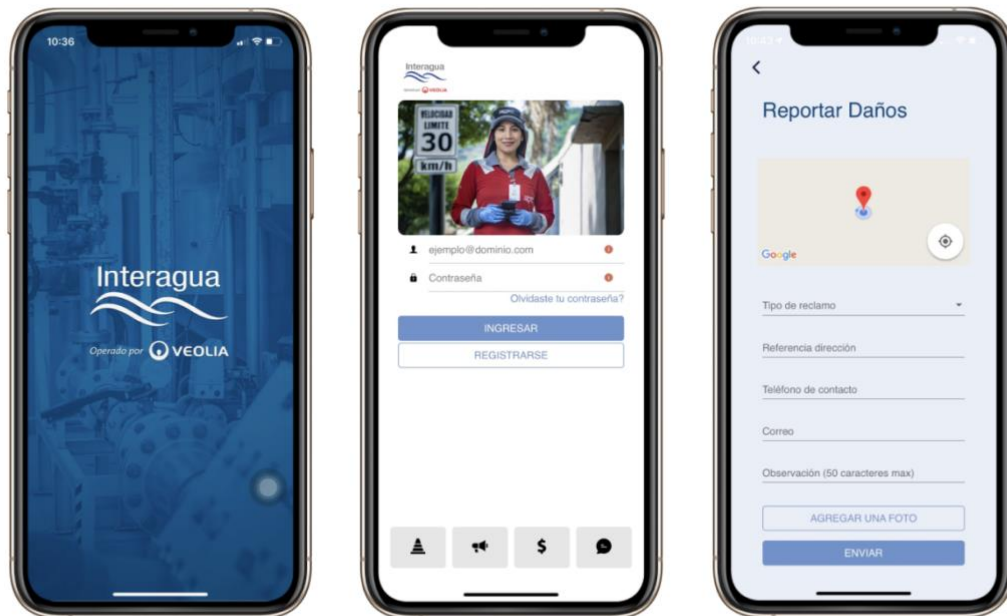 10:36
Interagua
Operado por VEOLIA
Interagua
VEOLIA
VELOCIDAD
LIMITE
30
km/h
ejemplo@dominio.com
Contraseña
Olvidaste tu contraseña?
INGRESAR
REGISTRARSE
$
Reportar Daños
Google
Tipo de reclamo
Referencia dirección
Teléfono de contacto
Correo
Observación (50 caracteres max)
AGREGAR UNA FOTO
ENVIAR